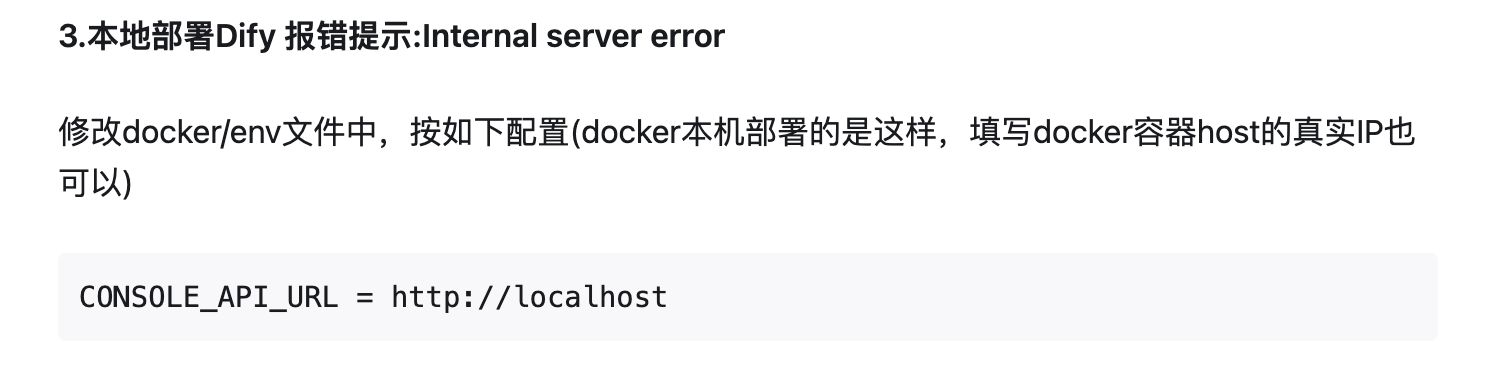 3.本地部署Dify 报错提示:Internal server error
修改docker/env文件中，按如下配置(docker本机部署的是这样，填写docker容器host的真实IP也
可以)
CONSOLE_API_URL = http://localhost